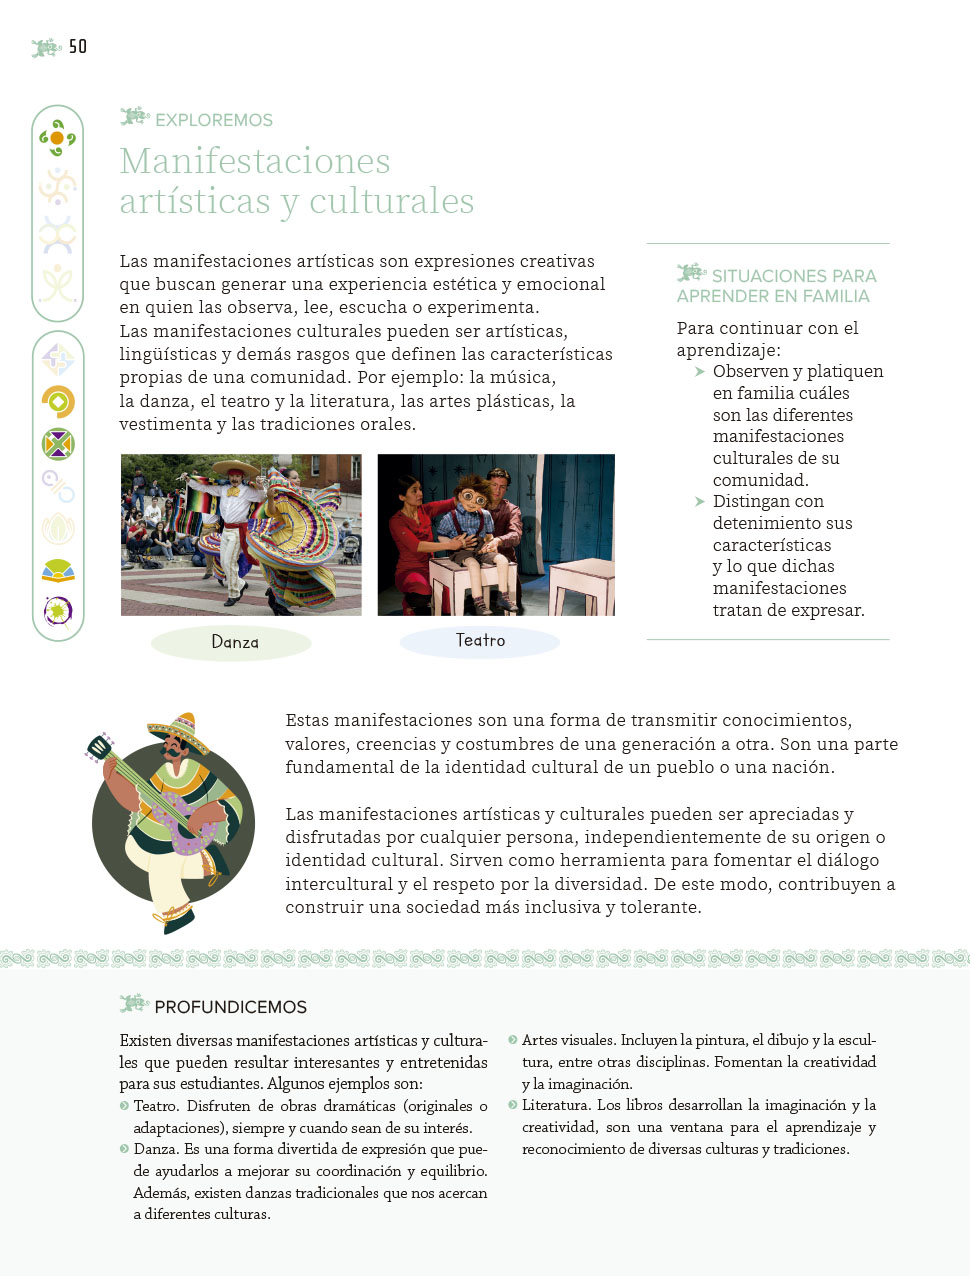 50
EXPLOREMOS
Manifestaciones
artísticas y culturales
Las manifestaciones artísticas son expresiones creativas
que buscan generar una experiencia estética y emocional
en quien las observa, lee, escucha o experimenta.
Las manifestaciones culturales pueden ser artísticas,
lingüísticas y demás rasgos que definen las características
propias de una comunidad. Por ejemplo: la música,
la danza, el teatro y la literatura, las artes plásticas, la
vestimenta y las tradiciones orales.
Danza
Teatro
SITUACIONES PARA
APRENDER EN FAMILIA
Para continuar con el
aprendizaje:
Observen y platiquen
en familia cuáles
son las diferentes
manifestaciones
culturales de su
comunidad.
Distingan con
detenimiento sus
características
y lo que dichas
manifestaciones
tratan de expresar.
Estas manifestaciones son una forma de transmitir conocimientos,
valores, creencias y costumbres de una generación a otra. Son una parte
fundamental de la identidad cultural de un pueblo o una nación.
Las manifestaciones artísticas y culturales pueden ser apreciadas y
disfrutadas por cualquier persona, independientemente de su origen o
identidad cultural. Sirven como herramienta para fomentar el diálogo
intercultural y el respeto por la diversidad. De este modo, contribuyen a
construir una sociedad más inclusiva y tolerante.
PROFUNDICEMOS
Existen diversas manifestaciones artísticas y cultura-
les que pueden resultar interesantes y entretenidas
para sus estudiantes. Algunos ejemplos son:
Teatro. Disfruten de obras dramáticas (originales o
adaptaciones), siempre y cuando sean de su interés.
Danza. Es una forma divertida de expresión que pue-
de ayudarlos a mejorar su coordinación y equilibrio.
Además, existen danzas tradicionales que nos acercan
a diferentes culturas.
Artes visuales. Incluyen la pintura, el dibujo y la escul-
tura, entre otras disciplinas. Fomentan la creatividad
y la imaginación.
Literatura. Los libros desarrollan la imaginación y la
creatividad, son una ventana para el aprendizaje y
reconocimiento de diversas culturas y tradiciones.